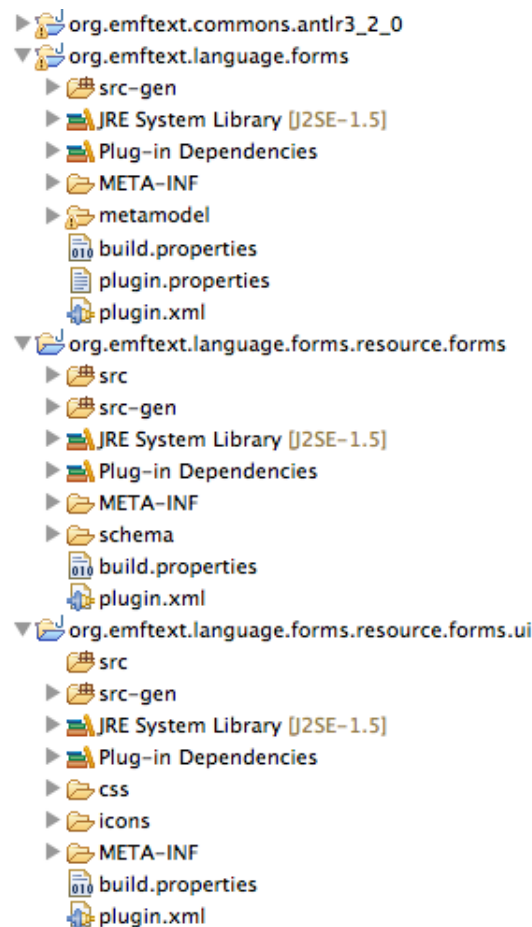 org.emftext.commons.antlr3_2_0
org.emftext.language.forms
src-gen
JRE System Library [J2SE-1.5]
Plug-in Dependencies
META-INF
metamodel
build.properties
plugin.properties
plugin.xml
org.emftext.language.forms.resource.forms
src
src-gen
JRE System Library [J2SE-1.5]
Plug-in Dependencies
META-INF
schema
build.properties
plugin.xml
org.emftext.language.forms.resource.forms.ui
src
src-gen
JRE System Library [J2SE-1.5]
Plug-in Dependencies
css
icons
META-INF
build.properties
plugin.xml